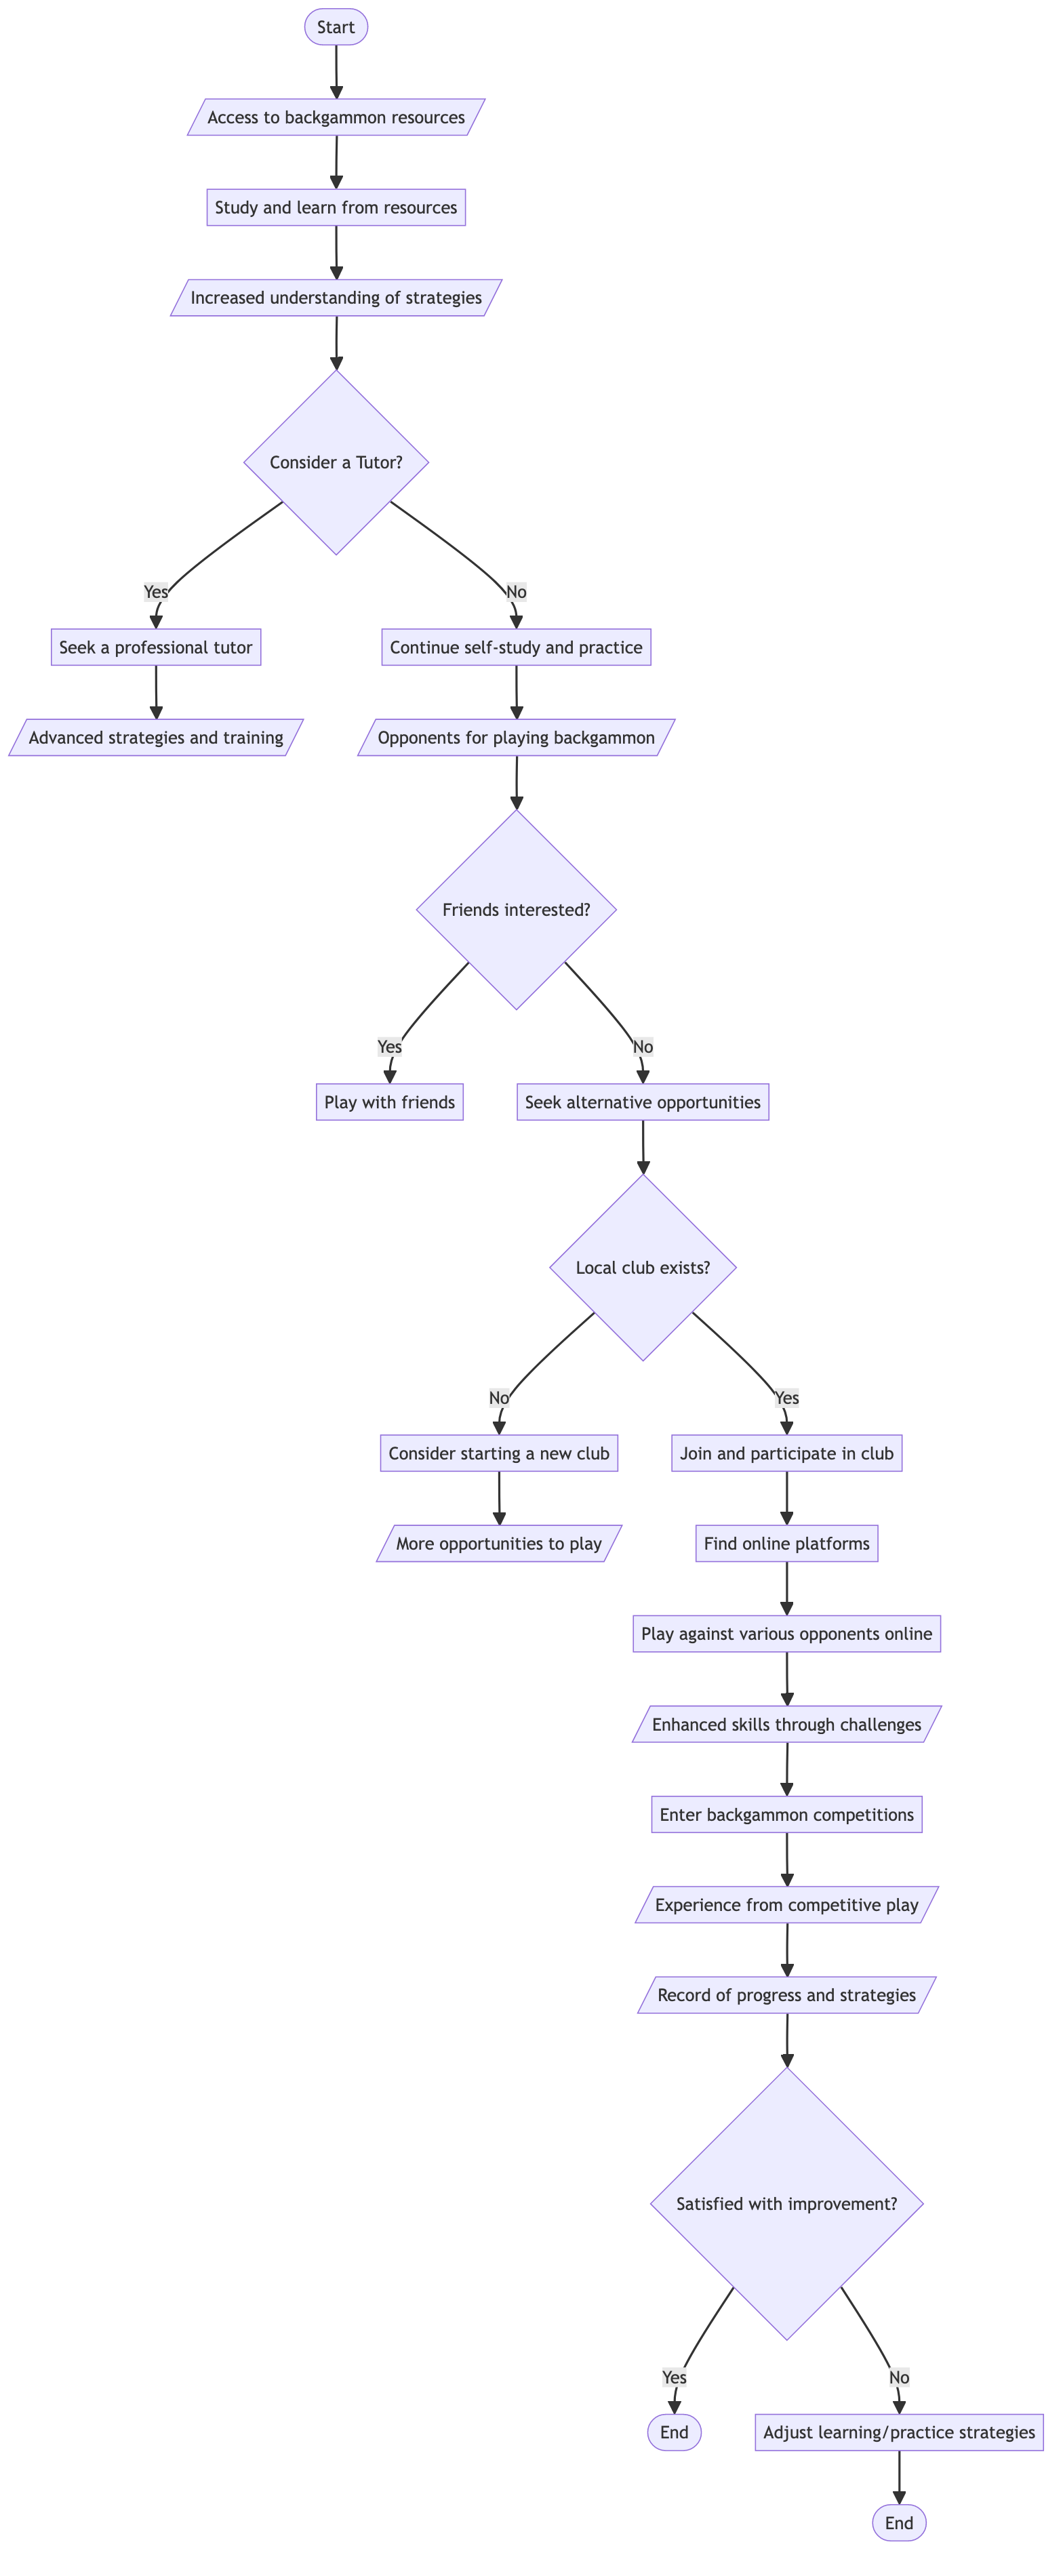 Start
Access to backgammon resources
Study and learn from resources
Increased understanding of strategies
Consider a Tutor?
Yes
No
Seek a professional tutor
Continue self-study and practice
Advanced strategies and training
Opponents for playing backgammon
Friends interested?
Yes
No
Play with friends
Seek alternative opportunities
Local club exists?
No
Yes
Consider starting a new club
Join and participate in club
More opportunities to play
Find online platforms
Play against various opponents online
Enhanced skills through challenges
Enter backgammon competitions
Experience from competitive play
Record of progress and strategies
Satisfied with improvement?
Yes
No
End
Adjust learning/practice strategies
End